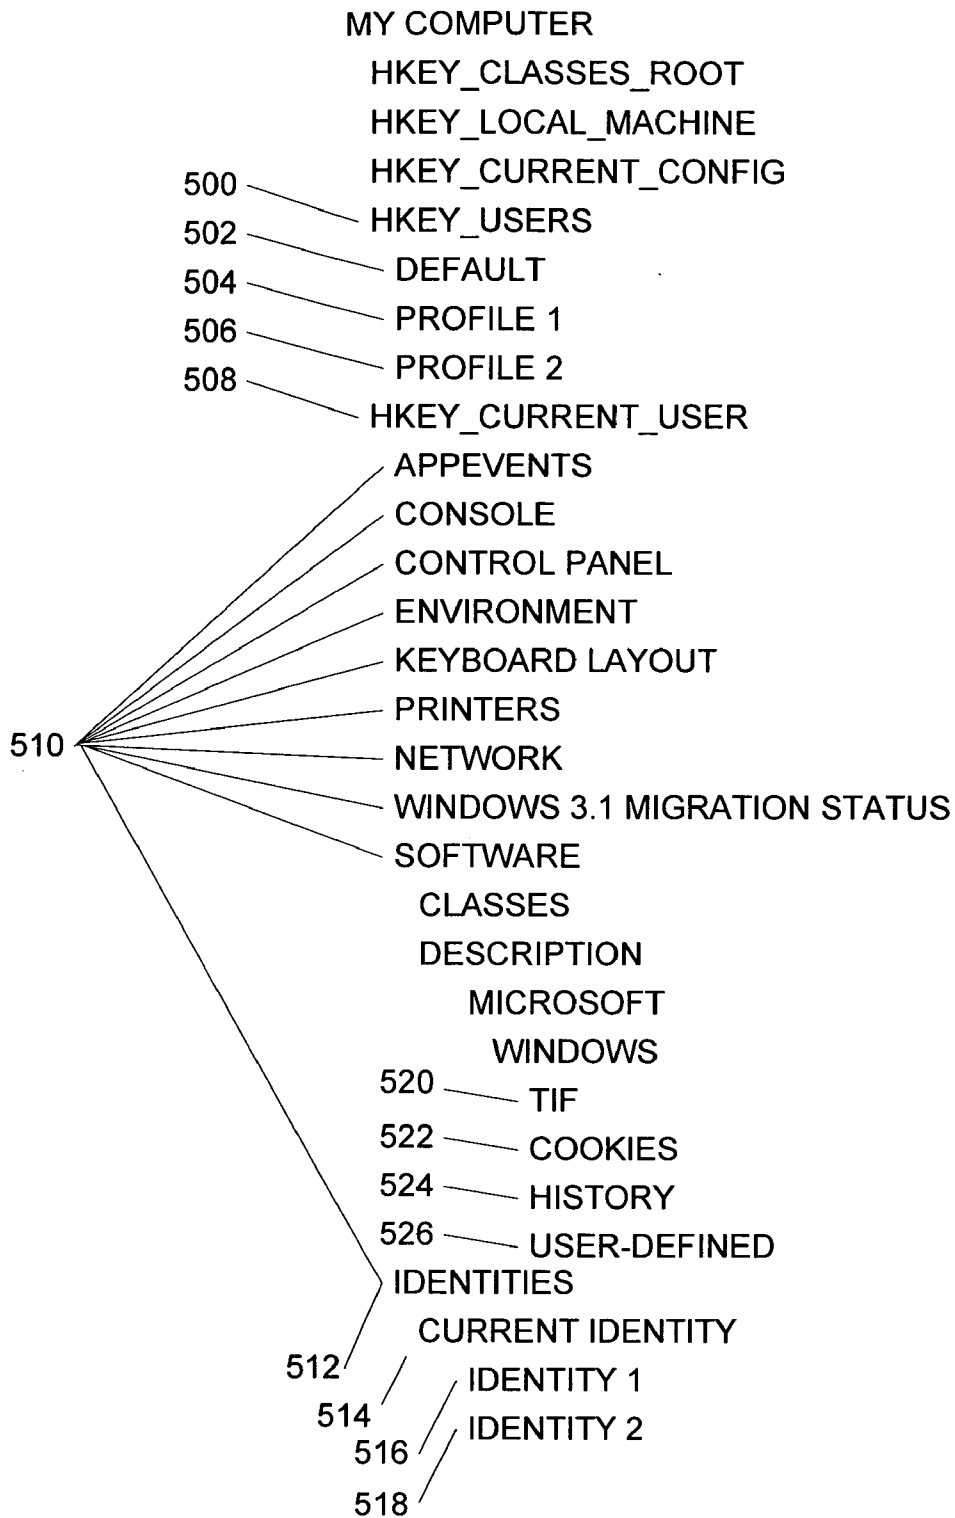 MY COMPUTER
HKEY_CLASSES_ROOT
HKEY_LOCAL_MACHINE
HKEY_CURRENT_CONFIG
500
HKEY_USERS
502
DEFAULT
504
PROFILE 1
506
PROFILE 2
508
HKEY_CURRENT_USER
APPEVENTS
CONSOLE
CONTROL PANEL
ENVIRONMENT
KEYBOARD LAYOUT
PRINTERS
510
NETWORK
WINDOWS 3.1 MIGRATION STATUS
SOFTWARE
CLASSES
DESCRIPTION
MICROSOFT
WINDOWS
520
TIF
522
COOKIES
524
HISTORY
526
USER-DEFINED
IDENTITIES
CURRENT IDENTITY
512
IDENTITY 1
514
IDENTITY 2
516
518